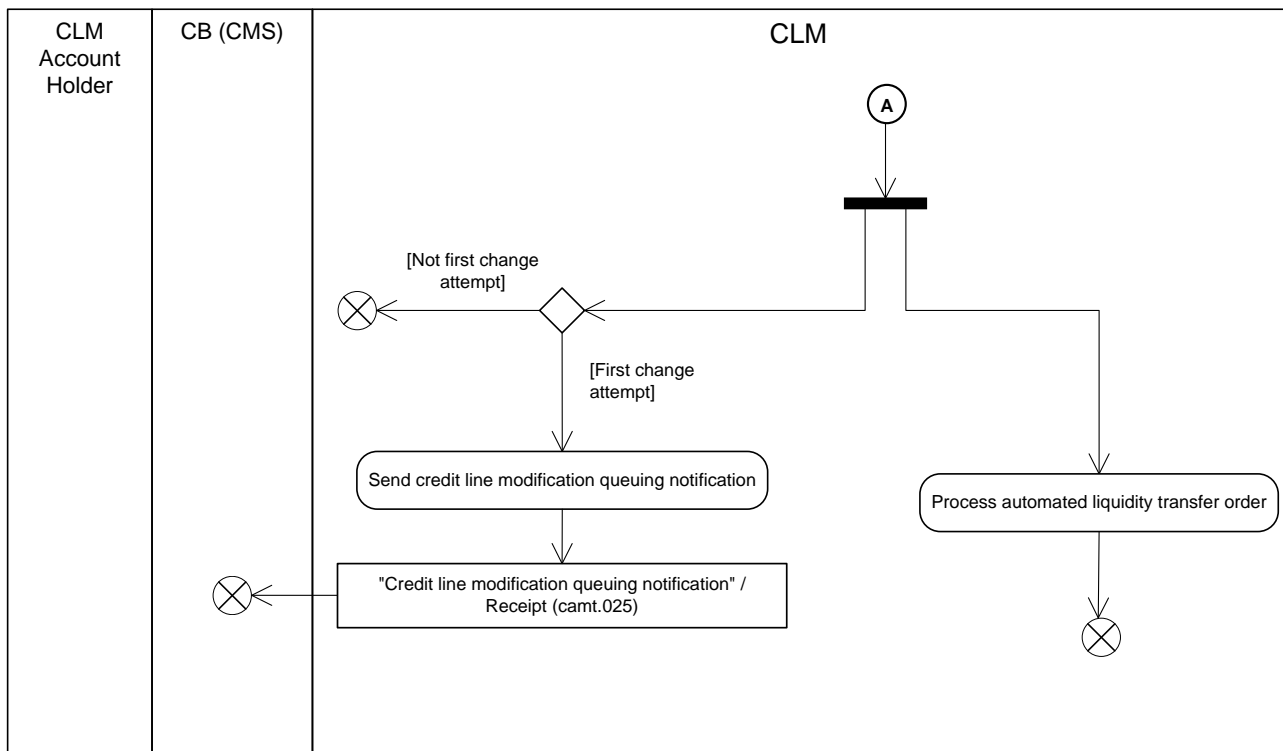 CLM
Account
Holder
CB (CMS)
CLM
A
[Not first change
attempt]
[First change
attempt]
Send credit line modification queuing notification
Process automated liquidity transfer order
"Credit line modification queuing notification" /
Receipt (camt.025)